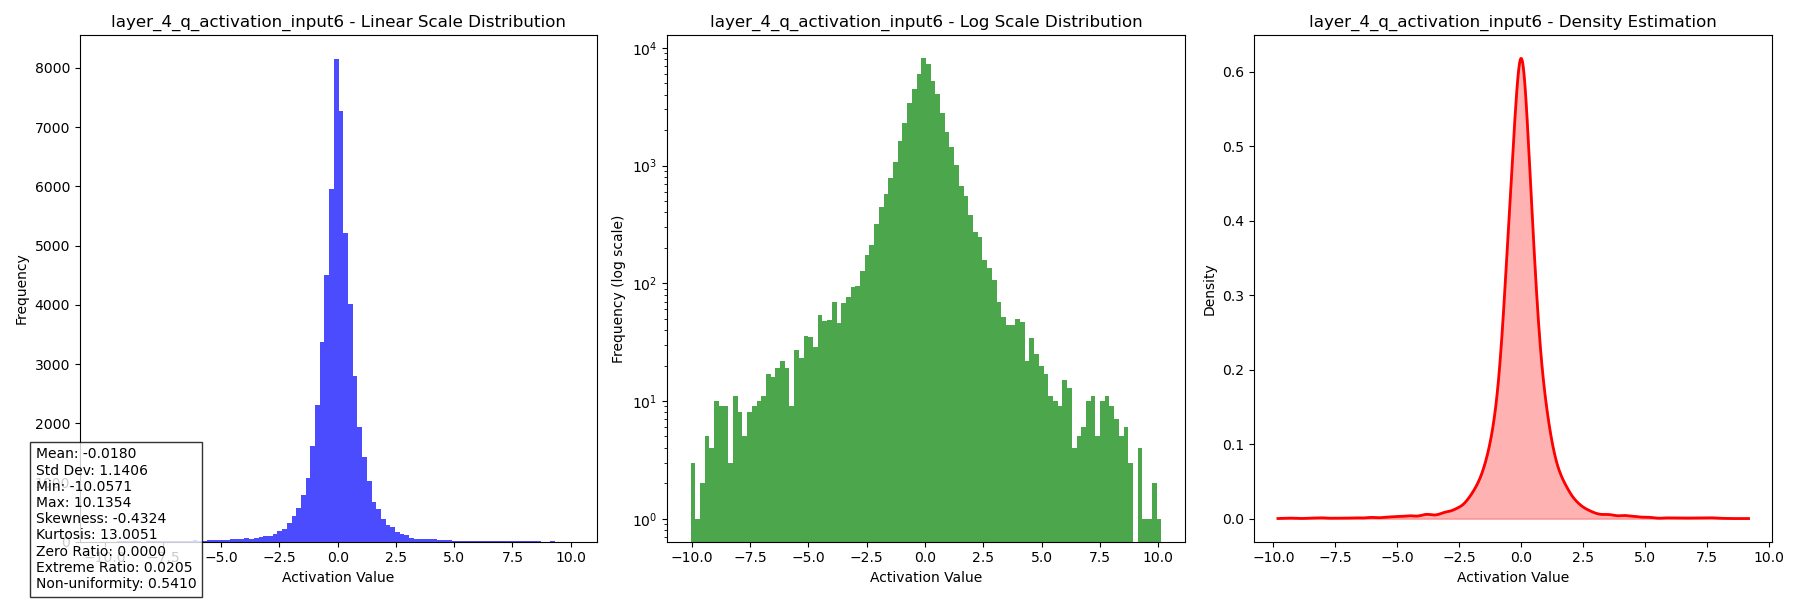 layer_4_q_activation_input6 - Linear Scale Distribution
Frequency
8000
7000
6000
5000
4000
3000
2000
Mean: -0.0180
Std Dev: 1.1406
Min: -10.0571
Max: 10.1354
Skewness: -0.4324
Kurtosis: 13.0051
Zero Ratio: 0.0000
Extreme Ratio: 0.0205
Non-uniformity: 0.5410
−5.0 −2.5 0.0 2.5 5.0 7.5 10.0
Activation Value
layer_4_q_activation_input6 - Log Scale Distribution
Frequency (log scale)
10⁴
10³
10²
10¹
10⁰
−10.0 −7.5 −5.0 −2.5 0.0 2.5 5.0 7.5 10.0
Activation Value
layer_4_q_activation_input6 - Density Estimation
Density
0.6
0.5
0.4
0.3
0.2
0.1
0.0
−10.0 −7.5 −5.0 −2.5 0.0 2.5 5.0 7.5 10.0
Activation Value